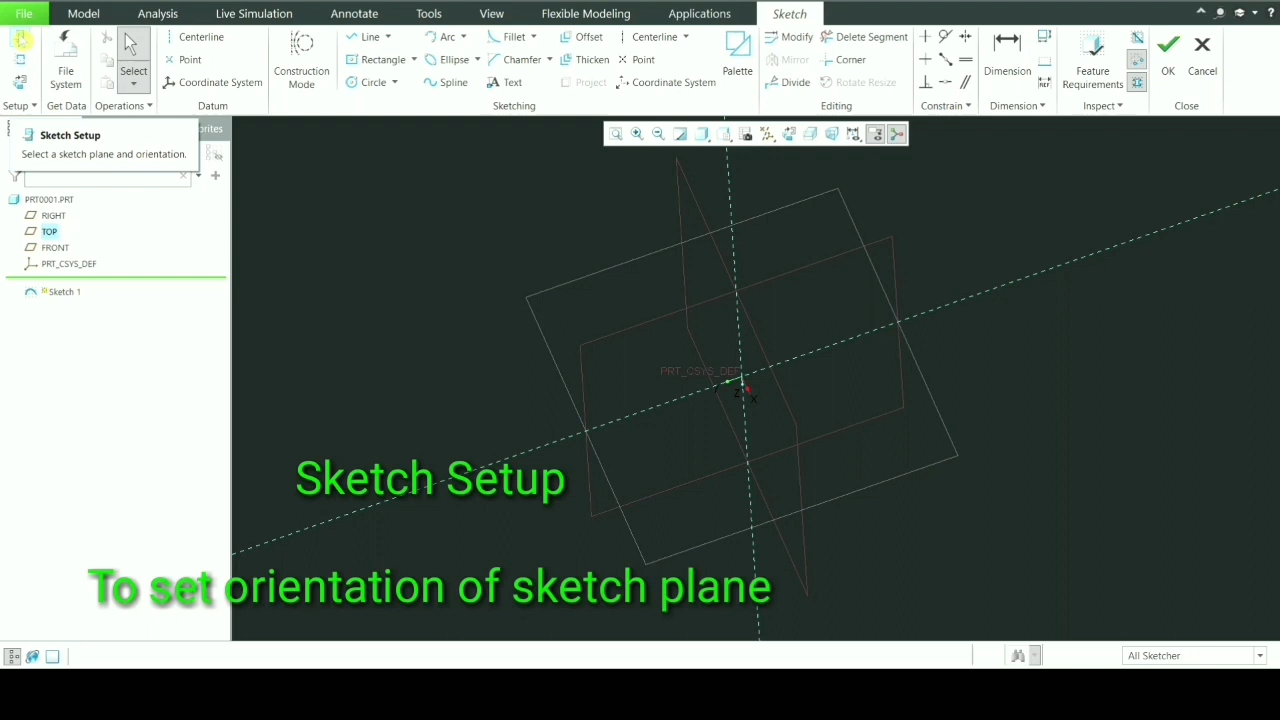 File Model Analysis Live Simulation Annotate Tools View Flexible Modeling Applications Sketch
Centerline
Point
Coordinate System
Select
File System
Construction Mode
Line Arc Fillet Offset Centerline
Rectangle Ellipse Chamfer Thicken Point
Circle Spline Text Project Coordinate System
Palette
Modify Delete Segment
Mirror Corner
Divide Rotate Resize
Dimension
Feature Requirements
OK Cancel
Setup Get Data Operations Datum Sketching Editing Constrain Dimension Inspect Close
Sketch Setup
Select a sketch plane and orientation.
orites
PRT0001.PRT
RIGHT
TOP
FRONT
PRT_CSYS_DEF
Sketch 1
PRT_CSYS_DEF
Z
X
Sketch Setup
To set orientation of sketch plane
All Sketcher